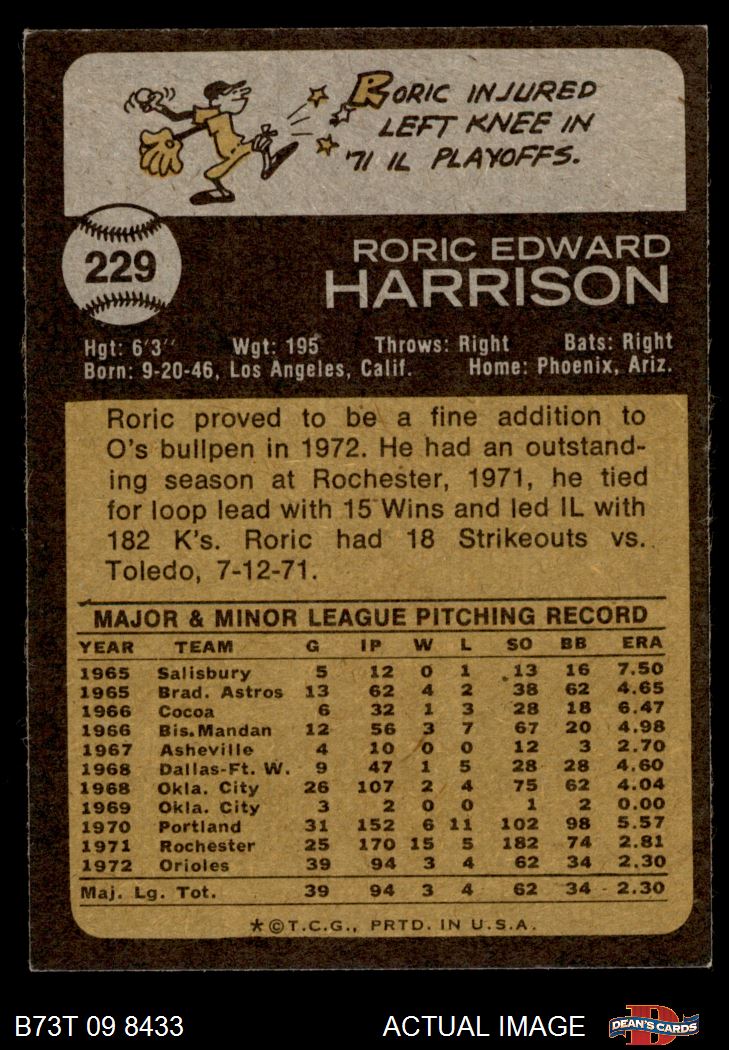 RORIC INJURED
LEFT KNEE IN
'71 IL PLAYOFFS.
229
RORIC EDWARD
HARRISON
Hgt: 6'3" Wgt: 195 Throws: Right Bats: Right
Born: 9-20-46, Los Angeles, Calif. Home: Phoenix, Ariz.
Roric proved to be a fine addition to
O's bullpen in 1972. He had an outstand-
ing season at Rochester, 1971, he tied
for loop lead with 15 Wins and led IL with
182 K's. Roric had 18 Strikeouts vs.
Toledo, 7-12-71.
MAJOR & MINOR LEAGUE PITCHING RECORD
YEAR TEAM G IP W L SO BB ERA
1965 Salisbury 5 12 0 1 13 16 7.50
1965 Brad. Astros 13 62 4 2 38 62 4.65
1966 Cocoa 6 32 1 3 28 18 6.47
1966 Bis.Mandan 12 56 3 7 67 20 4.98
1967 Asheville 4 10 0 0 12 3 2.70
1968 Dallas-Ft. W. 9 47 1 5 28 28 4.60
1968 Okla. City 26 107 2 4 75 62 4.04
1969 Okla. City 3 2 0 0 1 2 0.00
1970 Portland 31 152 6 11 102 98 5.57
1971 Rochester 25 170 15 5 182 74 2.81
1972 Orioles 39 94 3 4 62 34 2.30
Maj. Lg. Tot. 39 94 3 4 62 34 2.30
*©T.C.G., PRTD. IN U.S.A.
B73T 09 8433 ACTUAL IMAGE DEAN'S CARDS